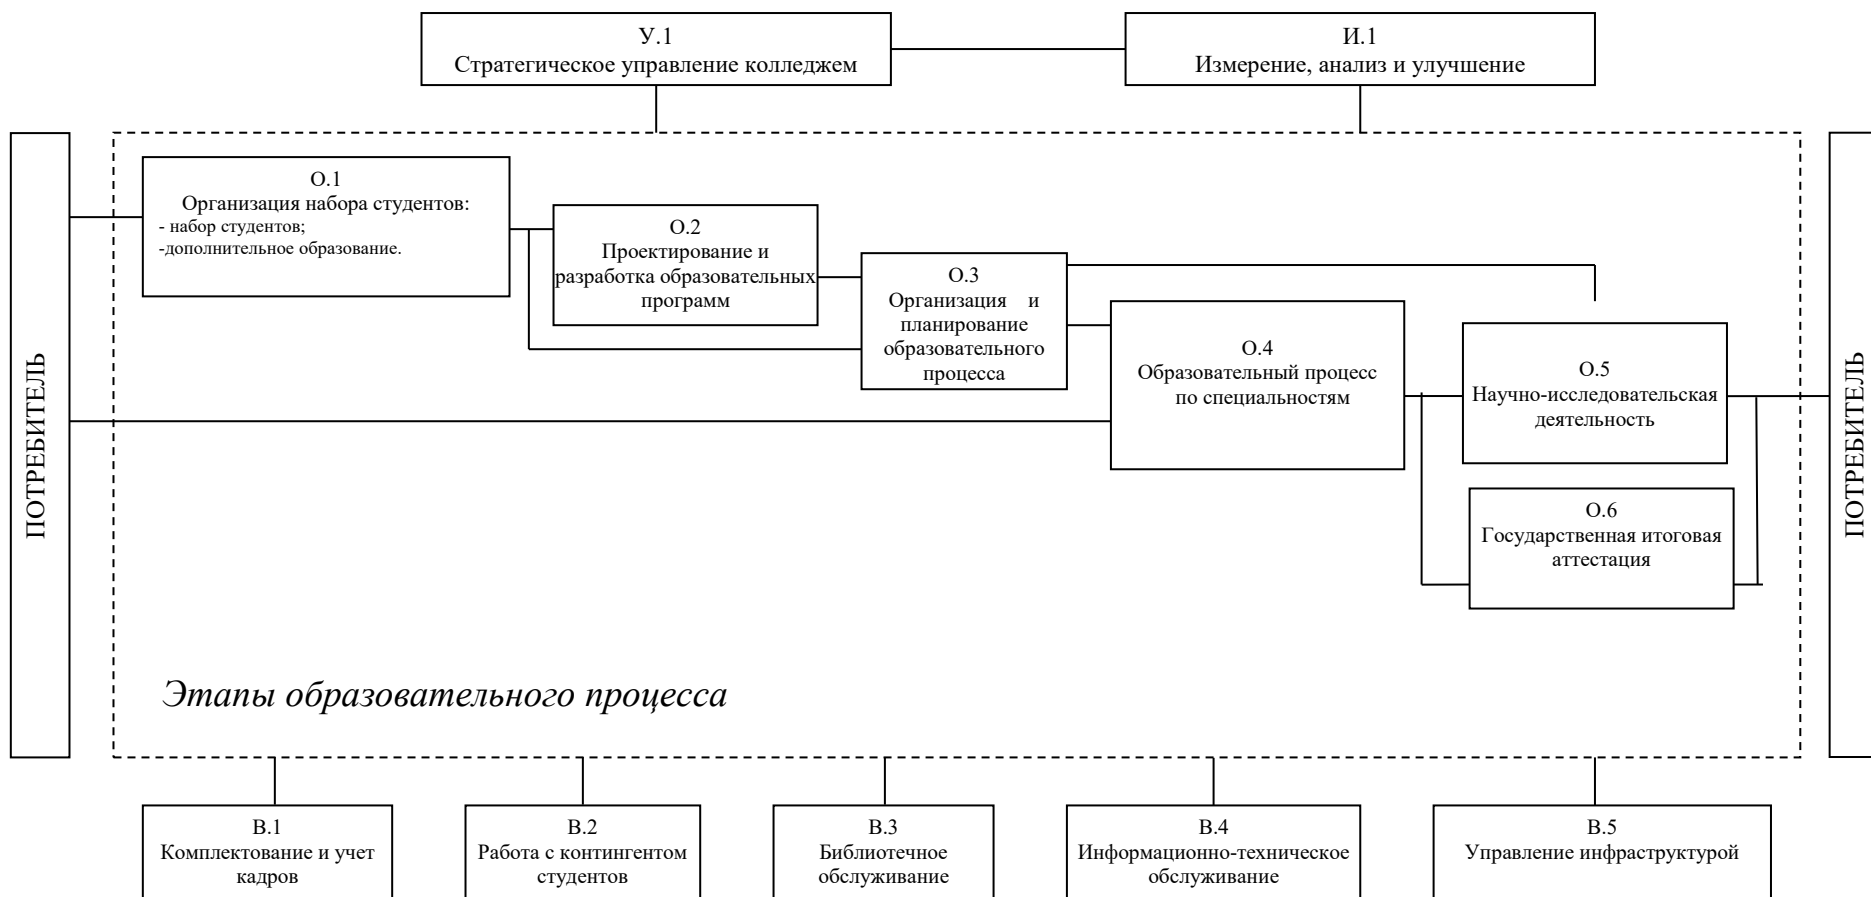 У.1
Стратегическое управление колледжем
И.1
Измерение, анализ и улучшение
ПОТРЕБИТЕЛЬ
О.1
Организация набора студентов:
- набор студентов;
-дополнительное образование.
О.2
Проектирование и
разработка образовательных
программ
О.3
Организация и
планирование
образовательного
процесса
О.4
Образовательный процесс
по специальностям
О.5
Научно-исследовательская
деятельность
О.6
Государственная итоговая
аттестация
ПОТРЕБИТЕЛЬ
Этапы образовательного процесса
В.1
Комплектование и учет
кадров
В.2
Работа с контингентом
студентов
В.3
Библиотечное
обслуживание
В.4
Информационно-техническое
обслуживание
В.5
Управление инфраструктурой